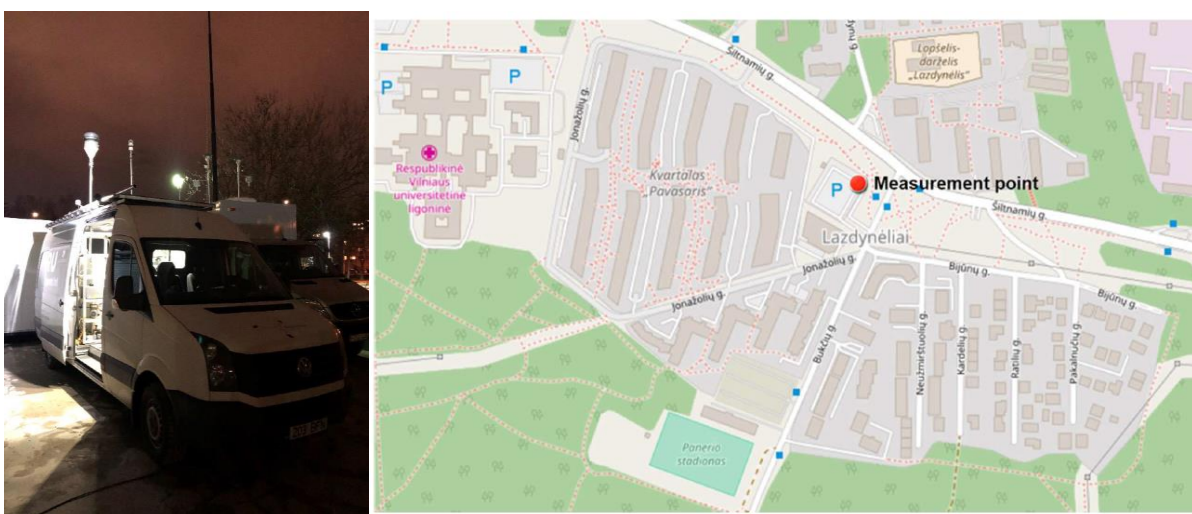 Šiltnamių g.
Lopšelis-
darželis
„Lazdynėlis"
P
P
Jonažolių g.
Respublikinė
Vilniaus
universitetinė
ligoninė
Kvartalas
„Pavasaris"
P
Measurement point
Šiltnamių g.
Lazdynėliai
Jonažolių g.
Bijūnų g.
Bijūnų g.
Jonažolių g.
Bukčių g.
Neužmirštuolių g.
Kardelių g.
Ratilių g.
Pakalnučių g.
Panerio
stadionas